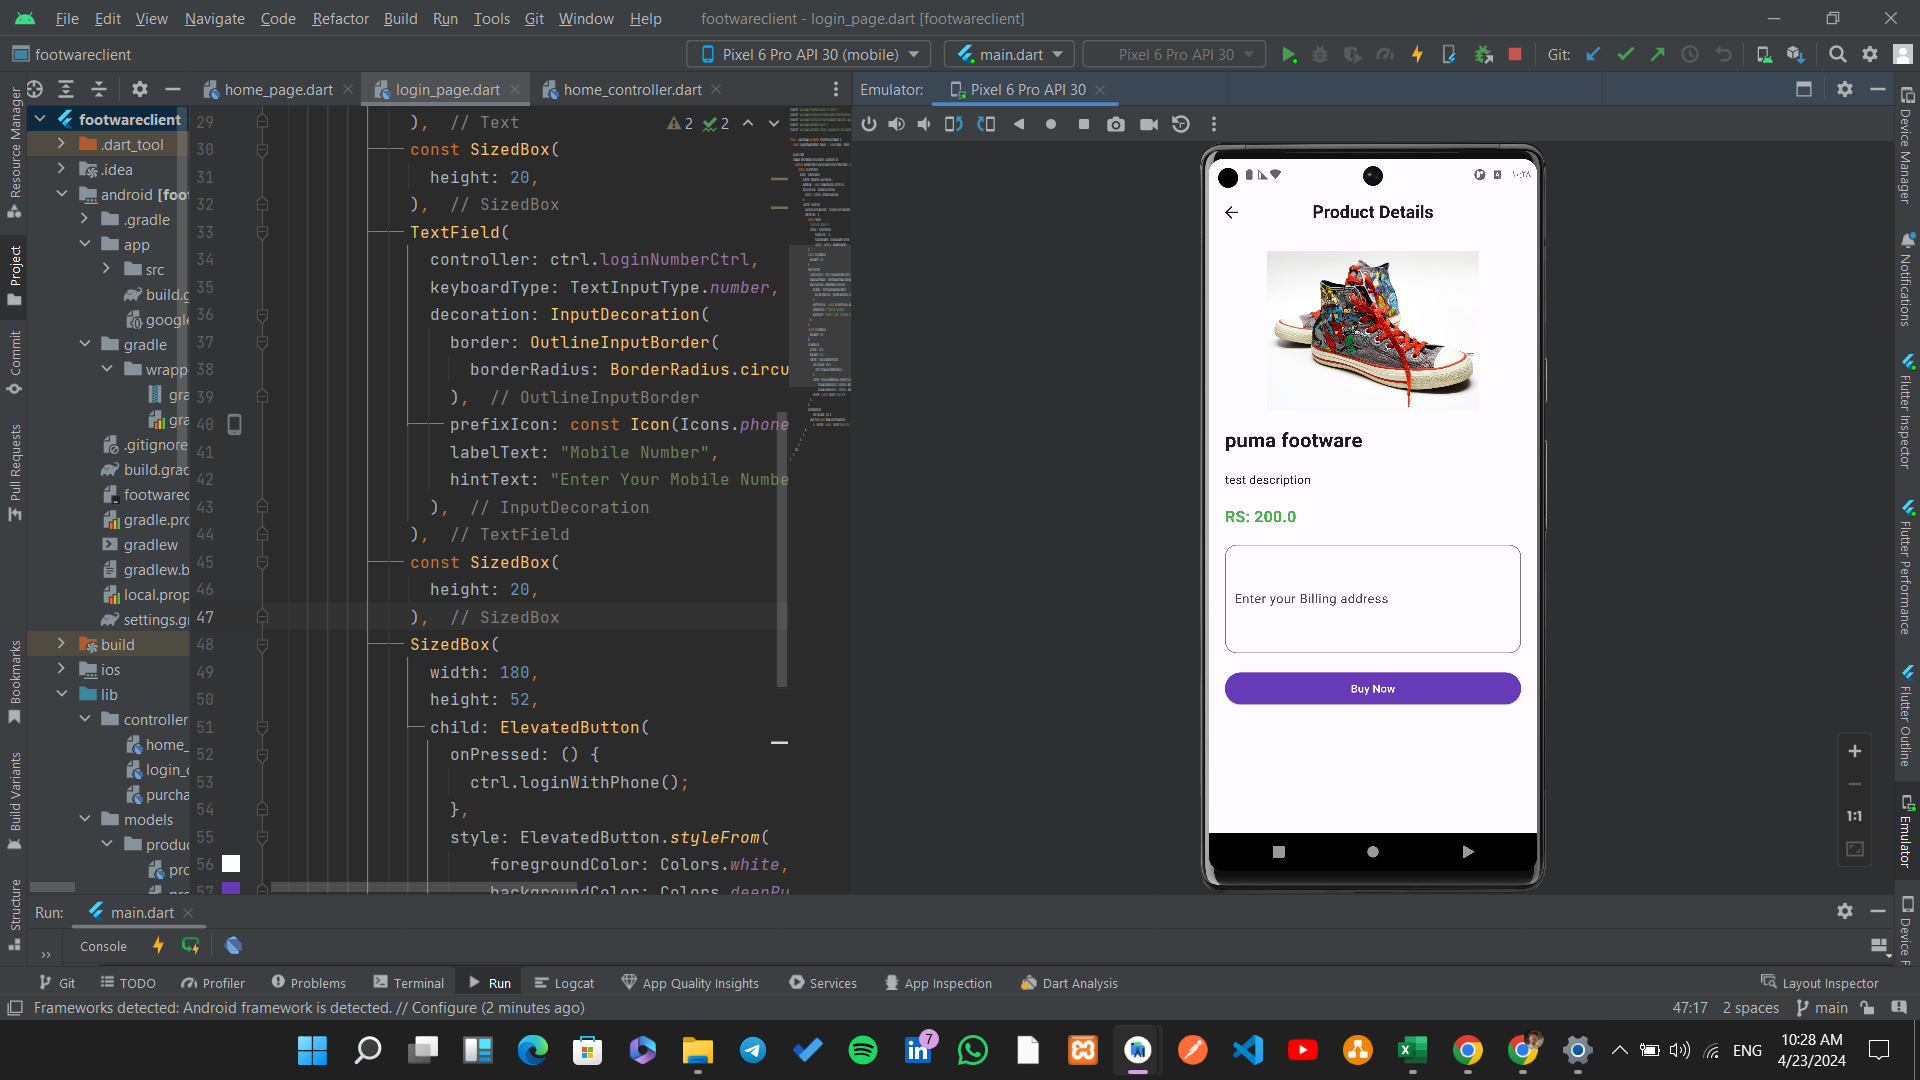 File Edit View Navigate Code Refactor Build Run Tools Git Window Help footwareclient - login_page.dart [footwareclient]
footwareclient
Pixel 6 Pro API 30 (mobile) main.dart Pixel 6 Pro API 30 Git:
home_page.dart login_page.dart home_controller.dart
Emulator: Pixel 6 Pro API 30
Resource Manager
Project
Commit
Pull Requests
Bookmarks
Build Variants
Structure
footwareclient
.dart_tool
.idea
android [foo
.gradle
app
src
build.g
google
gradle
wrapp
gra
gra
.gitignore
build.grac
footwarec
gradle.pro
gradlew
gradlew.b
local.prop
settings.gr
build
ios
lib
controller
home_
login_c
purcha
models
produc
pro
2 2
29 ), // Text
30 const SizedBox(
31 height: 20,
32 ), // SizedBox
33 TextField(
34 controller: ctrl.loginNumberCtrl,
35 keyboardType: TextInputType.number,
36 decoration: InputDecoration(
37 border: OutlineInputBorder(
38 borderRadius: BorderRadius.circu
39 ), // OutlineInputBorder
40 prefixIcon: const Icon(Icons.phone
41 labelText: "Mobile Number",
42 hintText: "Enter Your Mobile Numbe
43 ), // InputDecoration
44 ), // TextField
45 const SizedBox(
46 height: 20,
47 ), // SizedBox
48 SizedBox(
49 width: 180,
50 height: 52,
51 child: ElevatedButton(
52 onPressed: () {
53 ctrl.loginWithPhone();
54 },
55 style: ElevatedButton.styleFrom(
56 foregroundColor: Colors.white,
57 backgroundColor: Colors.deepPu
١٠:٢٨
Product Details
puma footware
test description
RS: 200.0
Enter your Billing address
Buy Now
1:1
Device Manager
Notifications
Flutter Inspector
Flutter Performance
Flutter Outline
Emulator
Device F
Run: main.dart
Console
Git TODO Profiler Problems Terminal Run Logcat App Quality Insights Services App Inspection Dart Analysis Layout Inspector
Frameworks detected: Android framework is detected. // Configure (2 minutes ago) 47:17 2 spaces main
7
ENG
10:28 AM
4/23/2024